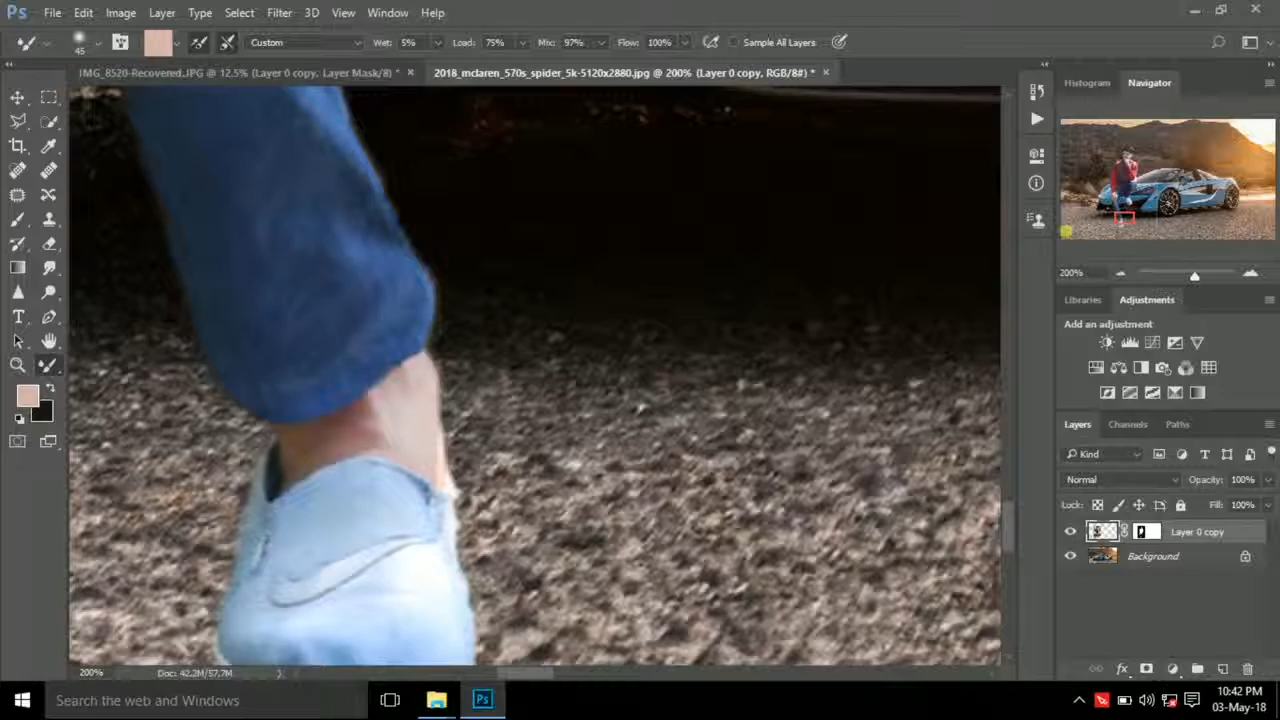 Ps File Edit Image Layer Type Select Filter 3D View Window Help
45 Custom Wet: 5% Load: 75% Mix: 97% Flow: 100% Sample All Layers
IMG_8520-Recovered.JPG @ 12.5% (Layer 0 copy, Layer Mask/8) * × 2018_mclaren_570s_spider_5k-5120x2880.jpg @ 200% (Layer 0 copy, RGB/8#) * ×
Histogram Navigator
200%
Libraries Adjustments
Add an adjustment
Layers Channels Paths
Kind
Normal Opacity: 100%
Lock: Fill: 100%
Layer 0 copy
Background
200% Doc: 42.2M/57.7M
Search the web and Windows
Ps
10:42 PM
03-May-18